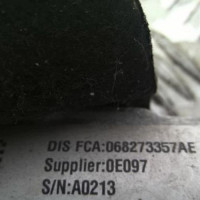 DIS FCA:068273357AE
Supplier:0E097
S/N:A0213